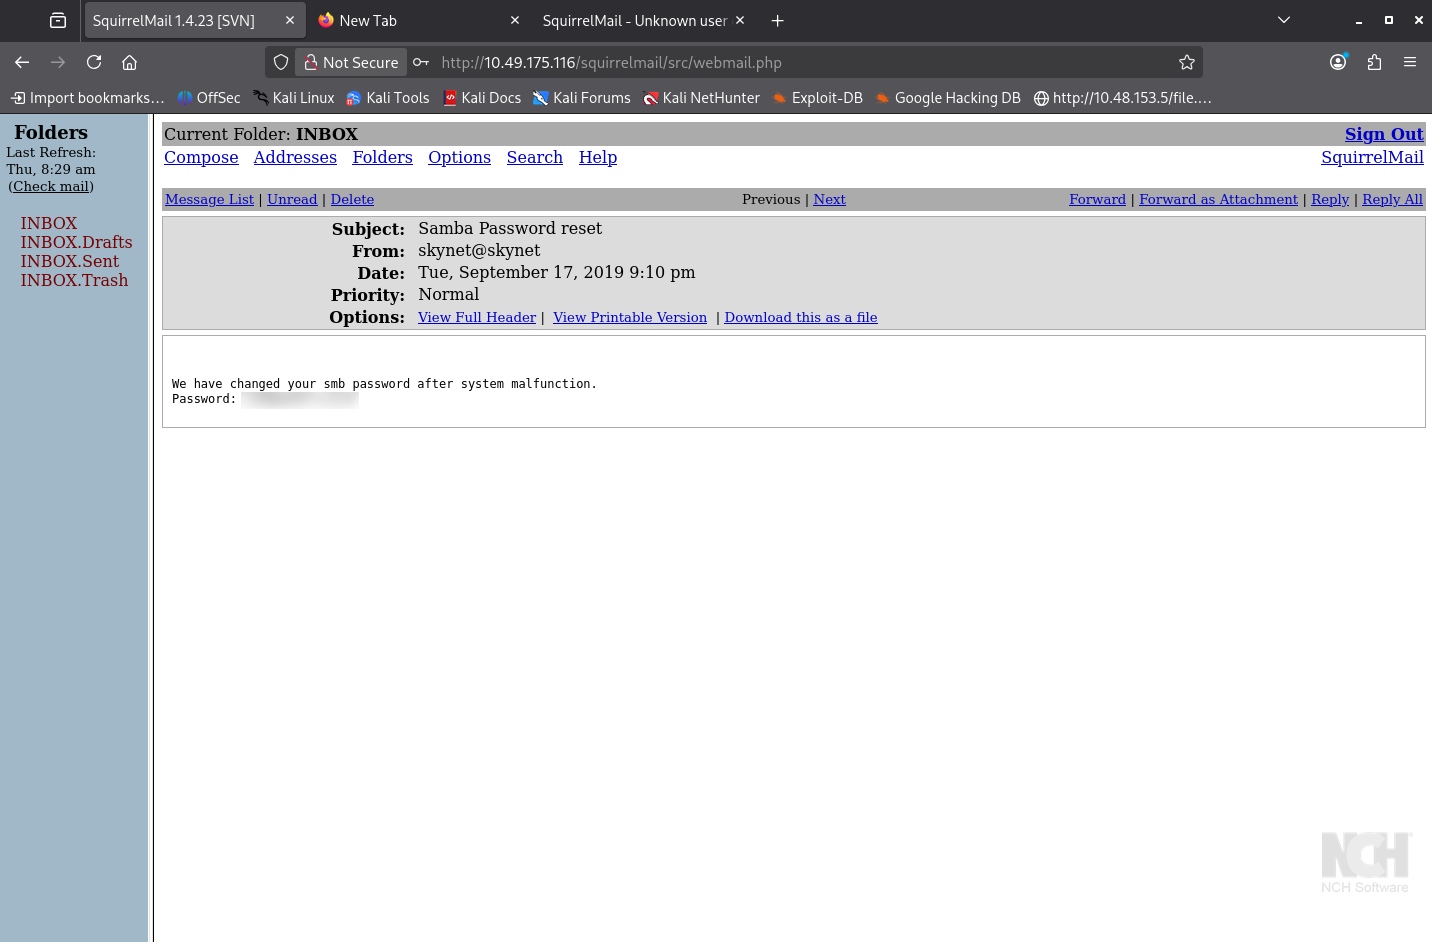 SquirrelMail 1.4.23 [SVN]
New Tab
SquirrelMail - Unknown user
Not Secure
http://10.49.175.116/squirrelmail/src/webmail.php
Import bookmarks... OffSec Kali Linux Kali Tools Kali Docs Kali Forums Kali NetHunter Exploit-DB Google Hacking DB http://10.48.153.5/file....
Folders
Last Refresh:
Thu, 8:29 am
(Check mail)
INBOX
INBOX.Drafts
INBOX.Sent
INBOX.Trash
Current Folder: INBOX Sign Out
Compose Addresses Folders Options Search Help SquirrelMail
Message List | Unread | Delete Previous | Next Forward | Forward as Attachment | Reply | Reply All
Subject: Samba Password reset
From: skynet@skynet
Date: Tue, September 17, 2019 9:10 pm
Priority: Normal
Options: View Full Header | View Printable Version | Download this as a file
We have changed your smb password after system malfunction.
Password:
NCH
NCH Software